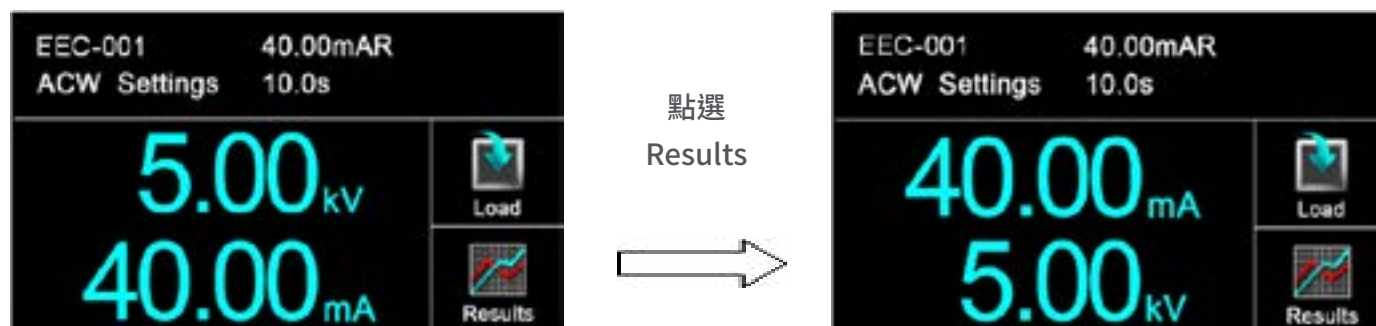 EEC-001 40.00mAR
ACW Settings 10.0s
5.00kV
Load
40.00mA
Results
點選
Results
EEC-001 40.00mAR
ACW Settings 10.0s
40.00mA
Load
5.00kV
Results